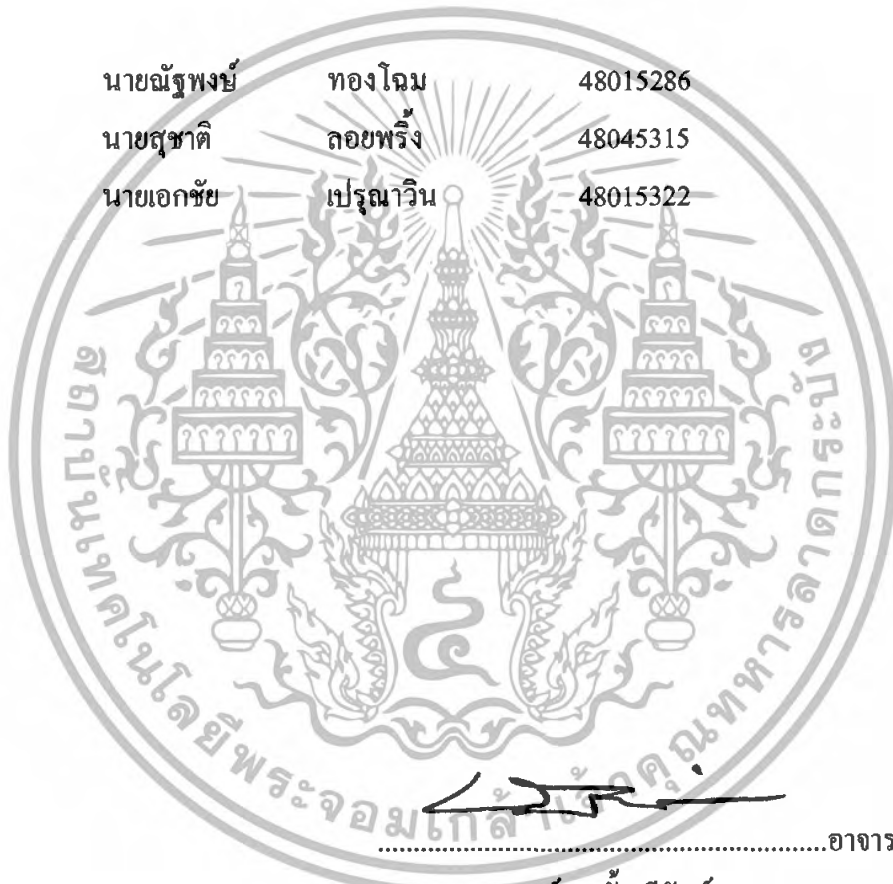 นายณัฐพงษ์ ทองโฉม 48015286
นายสุชาติ ลอยพริ้ง 48045315
นายเอกชัย เปรุณาวิน 48015322
สถาบันเทคโนโลยีพระจอมเกล้าเจ้าคุณทหารลาดกระบัง
อาจาร